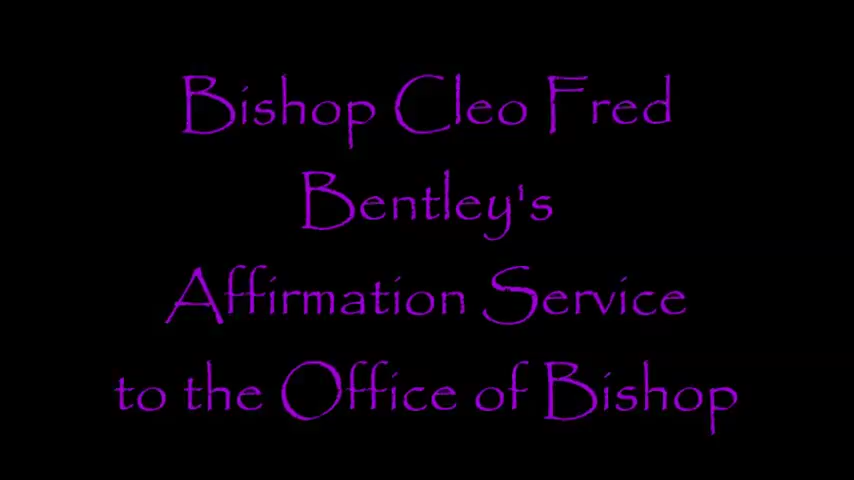 Bishop Cleo Fred
Bentley's
Affirmation Service
to the Office of Bishop